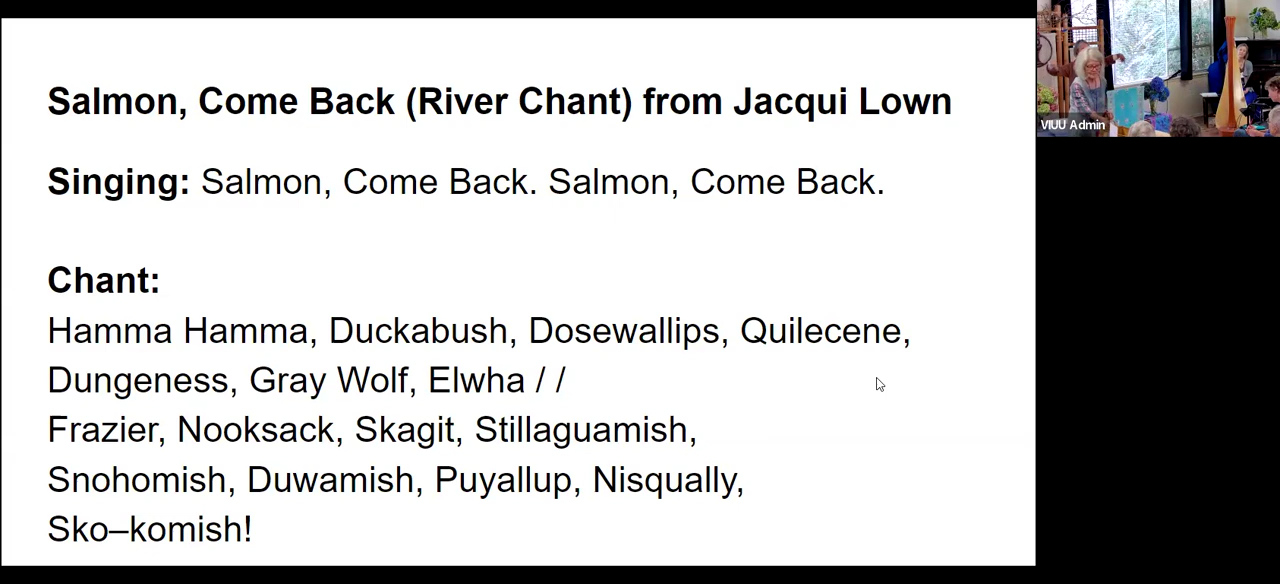 Salmon, Come Back (River Chant) from Jacqui Lown
Singing: Salmon, Come Back. Salmon, Come Back.
Chant:
Hamma Hamma, Duckabush, Dosewallips, Quilecene,
Dungeness, Gray Wolf, Elwha / /
Frazier, Nooksack, Skagit, Stillaguamish,
Snohomish, Duwamish, Puyallup, Nisqually,
Sko–komish!
VIUU Admin